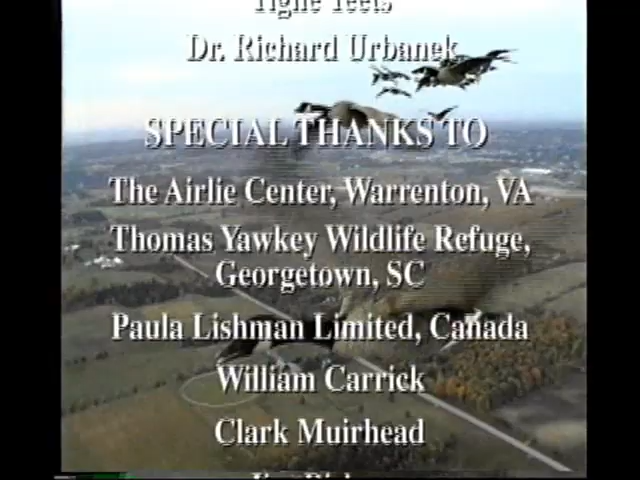 Dr. Richard Urbanek
SPECIAL THANKS TO
The Airlie Center, Warrenton, VA
Thomas Yawkey Wildlife Refuge,
Georgetown, SC
Paula Lishman Limited, Canada
William Carrick
Clark Muirhead